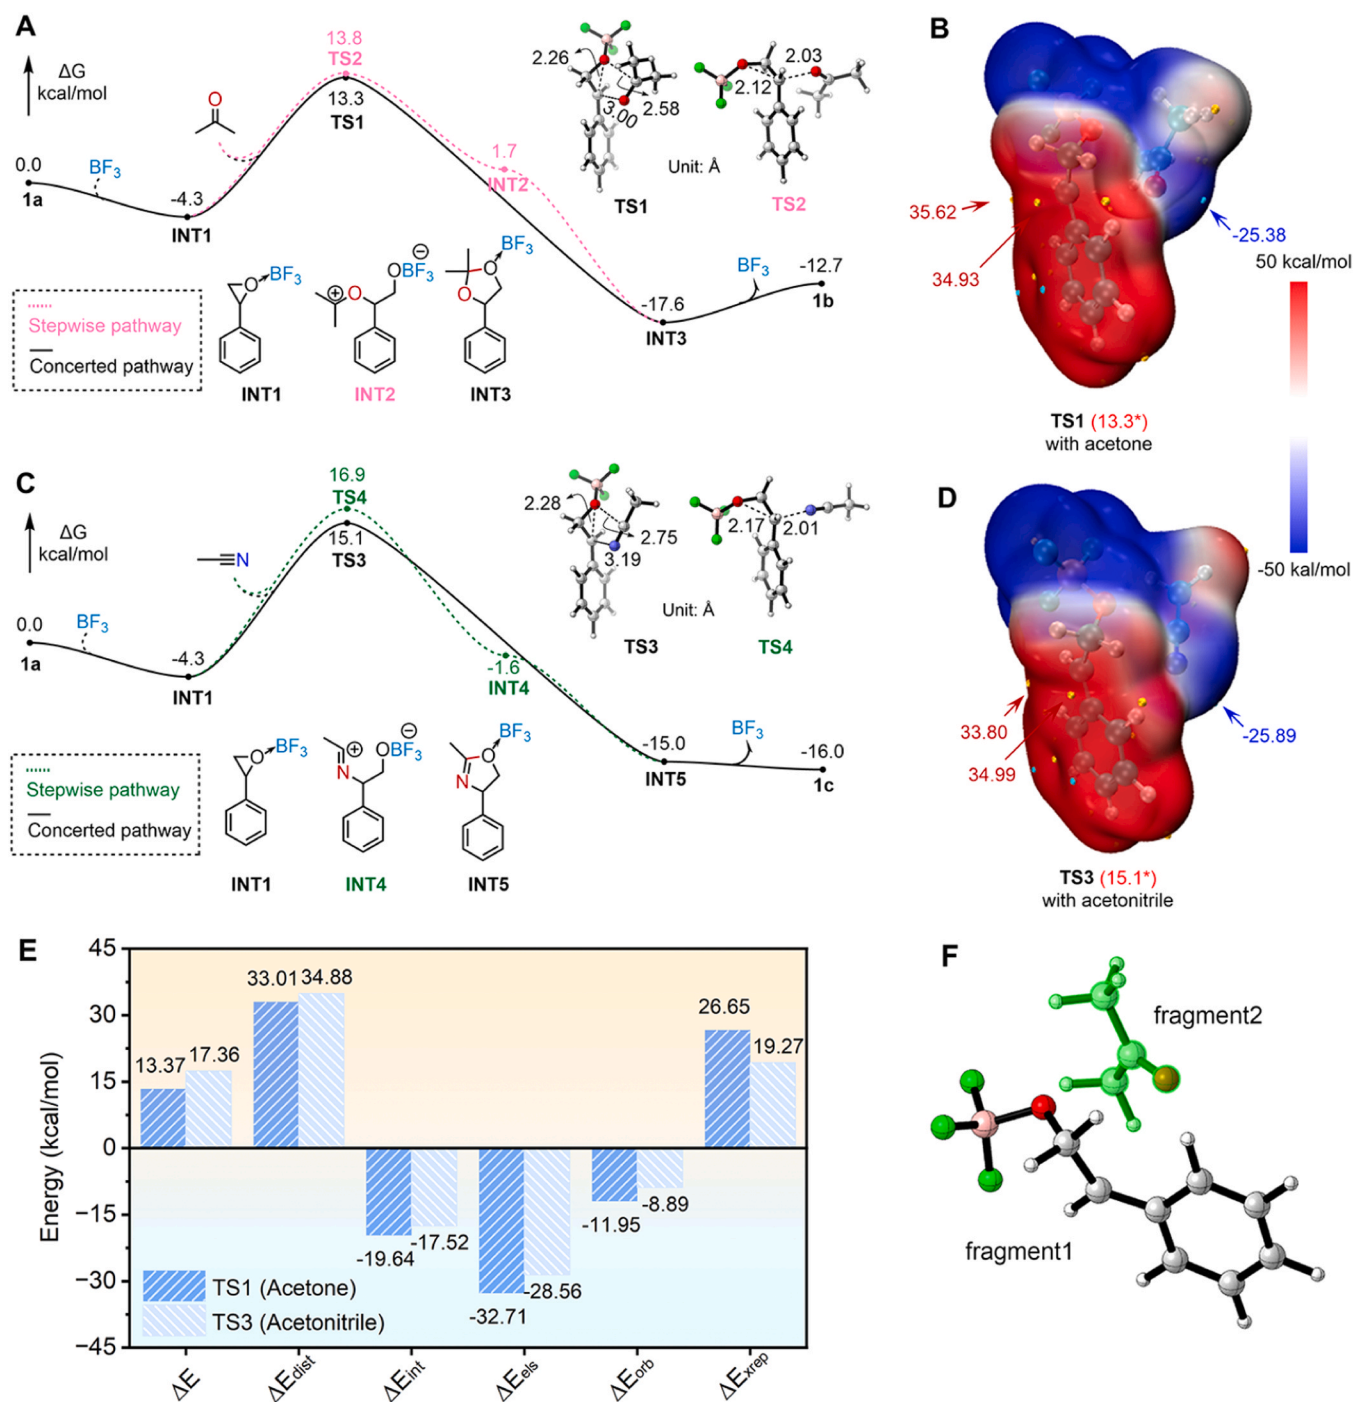 A
ΔG
kcal/mol
0.0
1a
BF3
-4.3
INT1
O
13.8
TS2
13.3
TS1
1.7
INT2
-17.6
INT3
BF3
-12.7
1b
2.26
2.58
3.00
TS1
Unit: Å
2.12
2.03
TS2
Stepwise pathway
Concerted pathway
O BF3
INT1
⊕ O OBF3 ⊖
INT2
O O BF3
INT3
B
35.62
34.93
-25.38
50 kcal/mol
-50 kal/mol
TS1 (13.3*)
with acetone
C
ΔG
kcal/mol
0.0
1a
BF3
-4.3
INT1
N
16.9
TS4
15.1
TS3
-1.6
INT4
-15.0
INT5
BF3
-16.0
1c
2.28
2.75
3.19
TS3
Unit: Å
2.17
2.01
TS4
Stepwise pathway
Concerted pathway
O BF3
INT1
⊕ N OBF3 ⊖
INT4
N O BF3
INT5
D
33.80
34.99
-25.89
TS3 (15.1*)
with acetonitrile
E
Energy (kcal/mol)
45
30
15
0
−15
−30
−45
13.37
17.36
33.01
34.88
-19.64
-17.52
-32.71
-28.56
-11.95
-8.89
26.65
19.27
TS1 (Acetone)
TS3 (Acetonitrile)
ΔE
ΔEdist
ΔEint
ΔEels
ΔEorb
ΔExrep
F
fragment2
fragment1